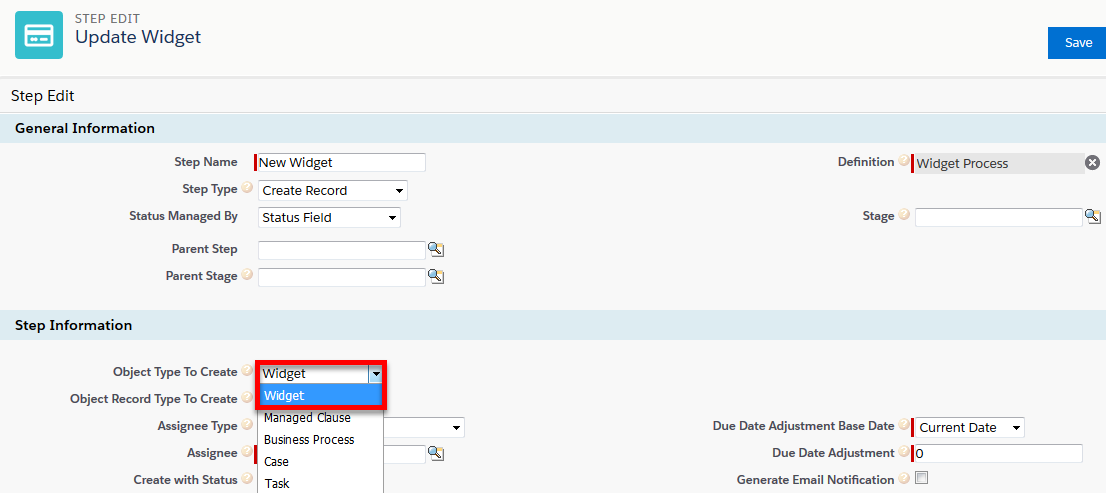 STEP EDIT
Update Widget
Save
Step Edit
General Information
Step Name New Widget Definition ? Widget Process
Step Type ? Create Record
Status Managed By Status Field Stage ?
Parent Step
Parent Stage ?
Step Information
Object Type To Create ? Widget
Object Record Type To Create ? Widget
Managed Clause
Assignee Type ? Due Date Adjustment Base Date ? Current Date
Business Process
Assignee ? Due Date Adjustment ? 0
Case
Create with Status ? Generate Email Notification ?
Task